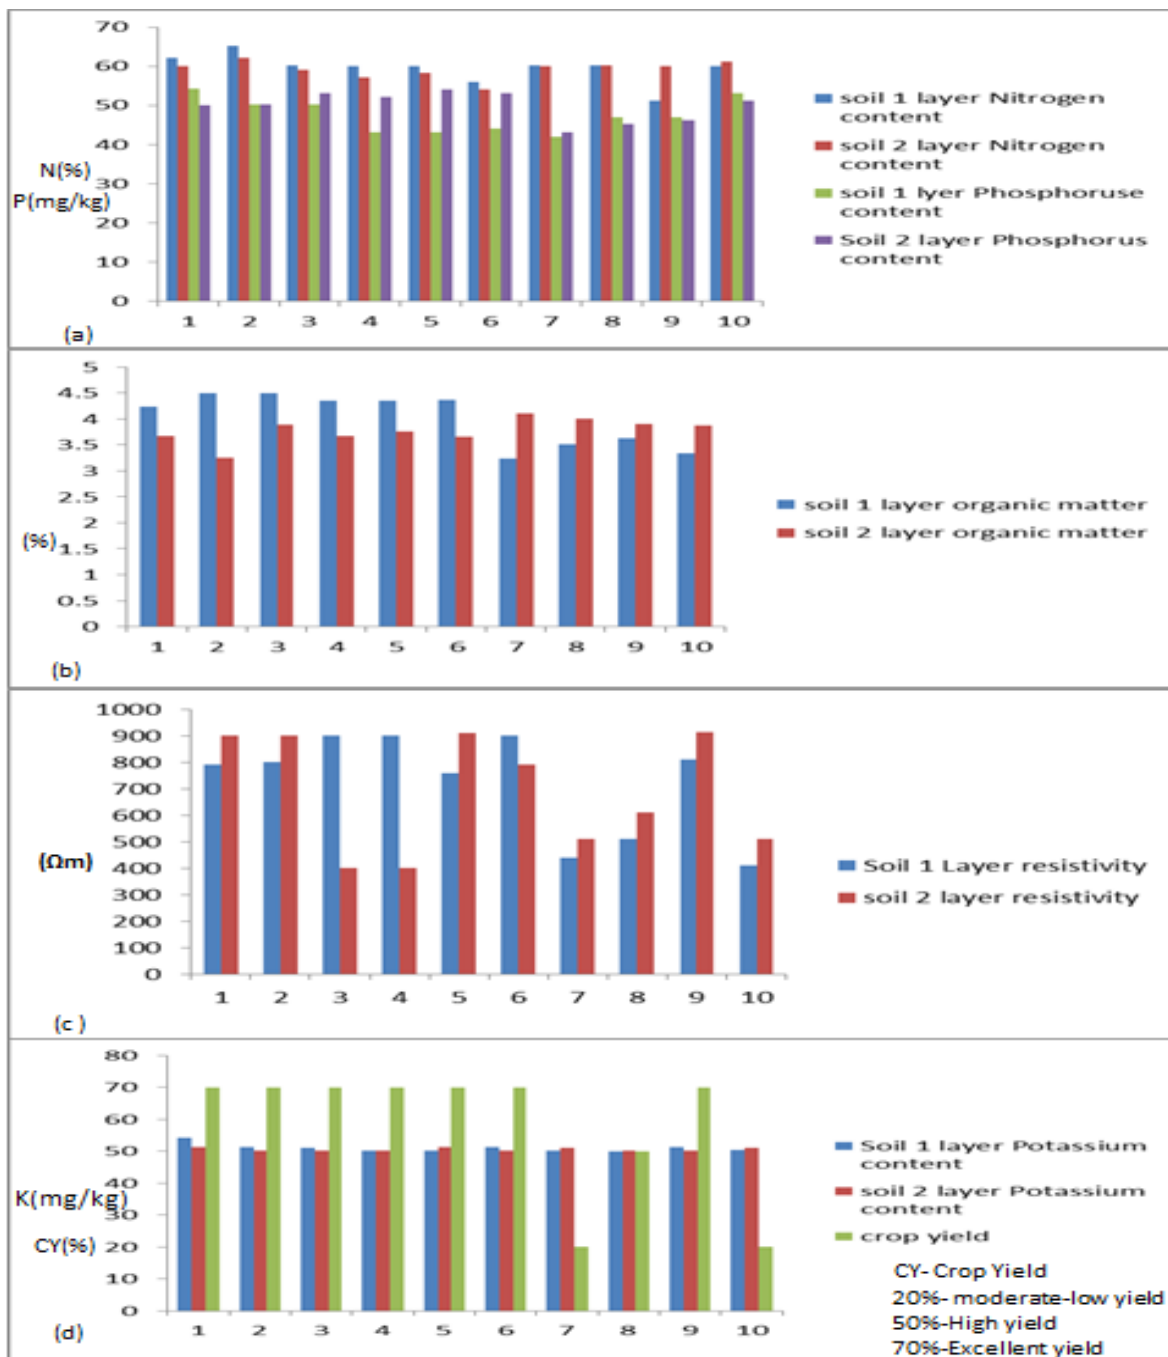 70
60
50
40
30
20
10
0
N(%)
P(mg/kg)
1 2 3 4 5 6 7 8 9 10
soil 1 layer Nitrogen
content
soil 2 layer Nitrogen
content
soil 1 lyer Phosphoruse
content
Soil 2 layer Phosphorus
content
(a)
5
4.5
4
3.5
3
2.5
2
1.5
1
0.5
0
(%)
1 2 3 4 5 6 7 8 9 10
soil 1 layer organic matter
soil 2 layer organic matter
(b)
1000
900
800
700
600
500
400
300
200
100
0
(Ωm)
1 2 3 4 5 6 7 8 9 10
Soil 1 Layer resistivity
soil 2 layer resistivity
(c )
80
70
60
50
40
30
20
10
0
K(mg/kg)
CY(%)
1 2 3 4 5 6 7 8 9 10
Soil 1 layer Potassium
content
soil 2 layer Potassium
content
crop yield
CY- Crop Yield
20%- moderate-low yield
50%-High yield
70%-Excellent yield
(d)